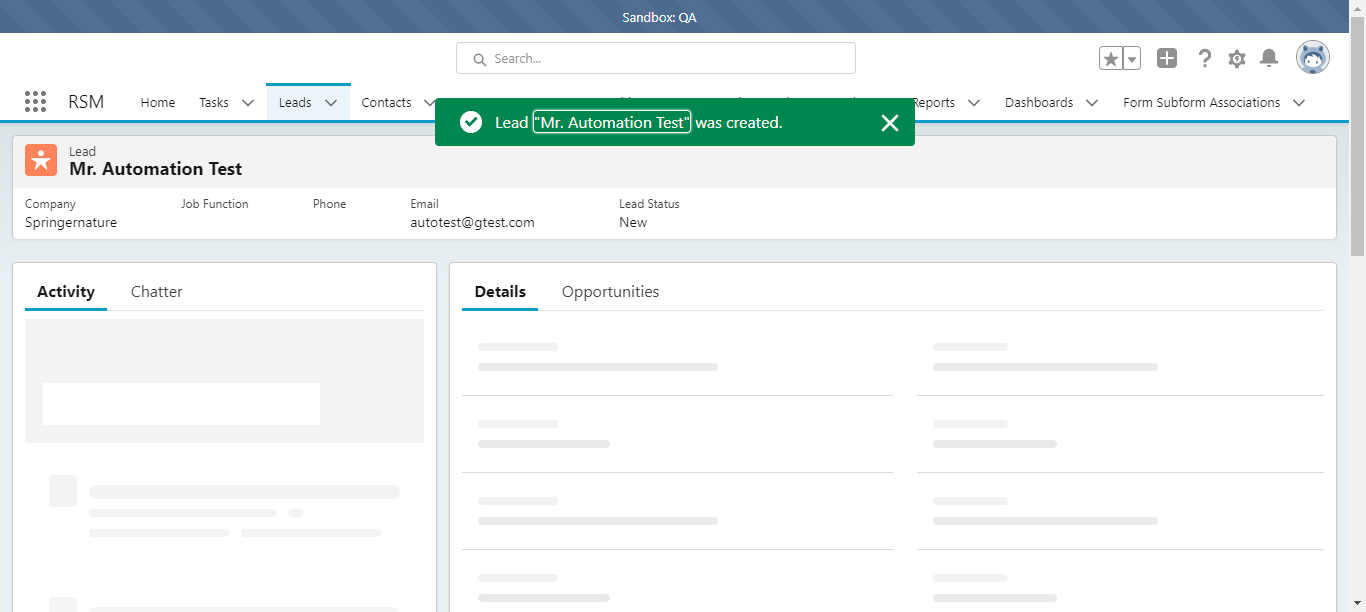 Sandbox: QA
Search...
RSM
Home
Tasks
Leads
Contacts
Reports
Dashboards
Form Subform Associations
Lead "Mr. Automation Test" was created.
Lead
Mr. Automation Test
Company
Job Function
Phone
Email
Lead Status
Springernature
autotest@gtest.com
New
Activity
Chatter
Details
Opportunities